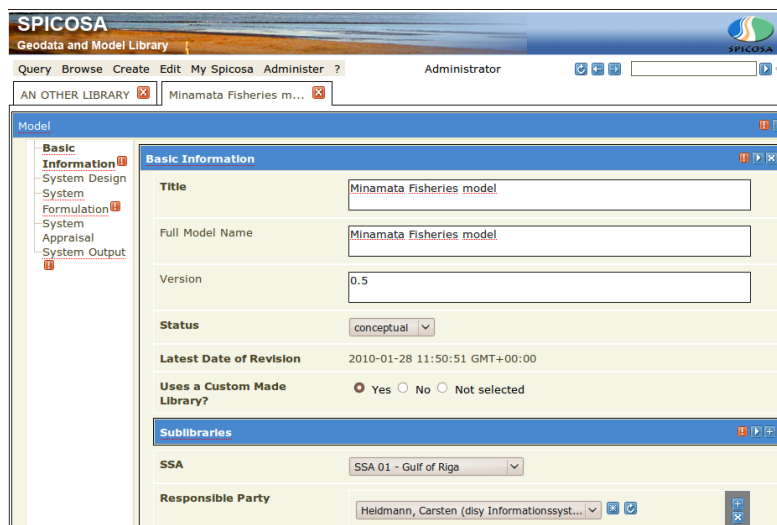 SPICOSA
Geodata and Model Library
SPICOSA
Query Browse Create Edit My Spicosa Administer ? Administrator
AN OTHER LIBRARY Minamata Fisheries m...
Model
Basic Information
System Design
System Formulation
System Appraisal
System Output
Basic Information
Title Minamata Fisheries model
Full Model Name Minamata Fisheries model
Version 0.5
Status conceptual
Latest Date of Revision 2010-01-28 11:50:51 GMT+00:00
Uses a Custom Made Library? Yes No Not selected
Sublibraries
SSA SSA 01 - Gulf of Riga
Responsible Party Heidmann, Carsten (disy Informationssyst...